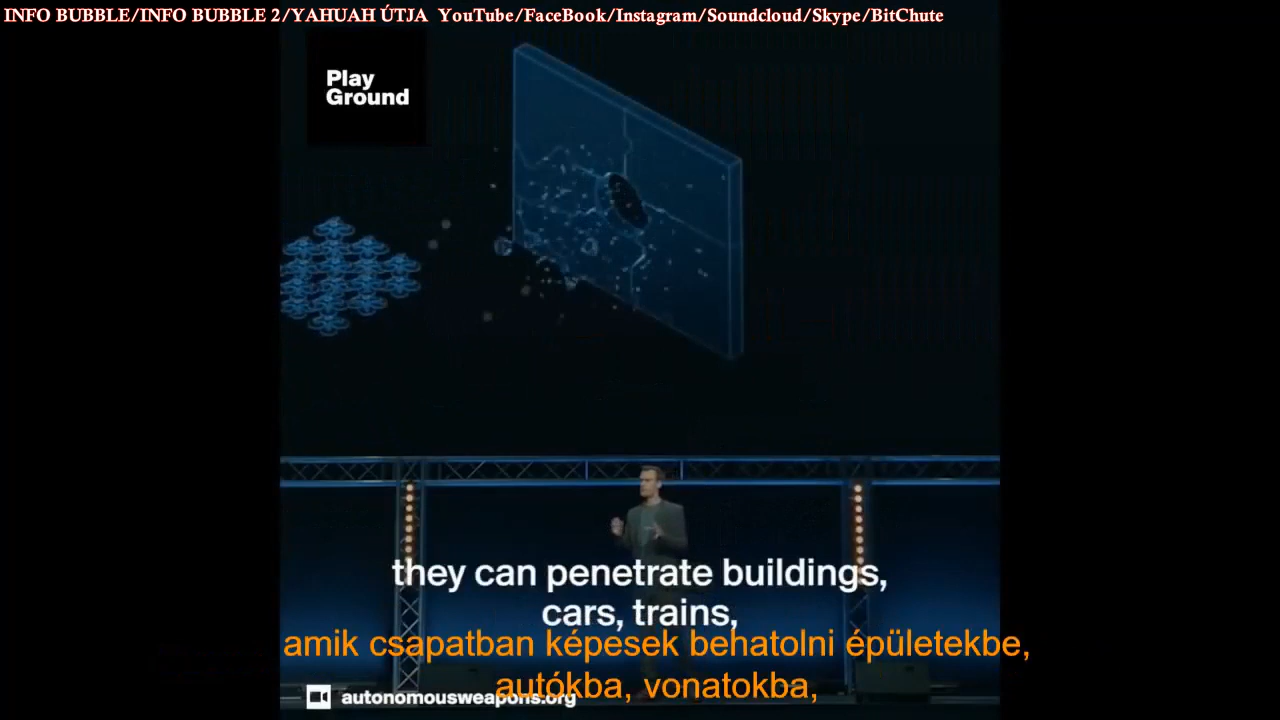 INFO BUBBLE/INFO BUBBLE 2/YAHUAH ÚTJA YouTube/FaceBook/Instagram/Soundcloud/Skype/BitChute
Play
Ground
they can penetrate buildings,
cars, trains,
amik csapatban képesek behatolni épületekbe,
autókba, vonatokba,
autonomousweapons.org